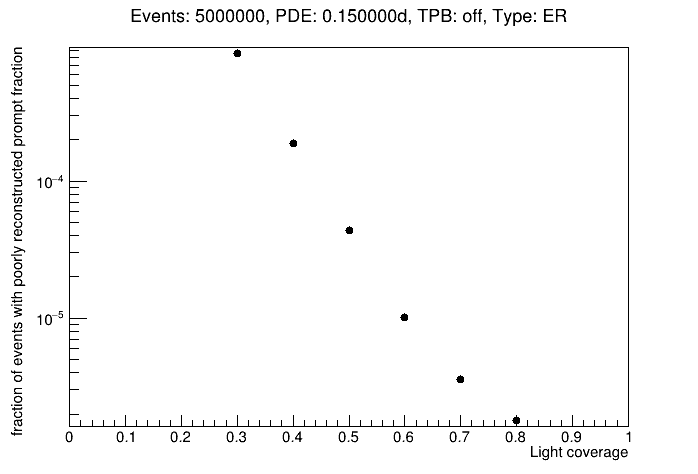 Events: 5000000, PDE: 0.150000d, TPB: off, Type: ER
fraction of events with poorly reconstructed prompt fraction
10⁻⁴
10⁻⁵
0 0.1 0.2 0.3 0.4 0.5 0.6 0.7 0.8 0.9 1
Light coverage